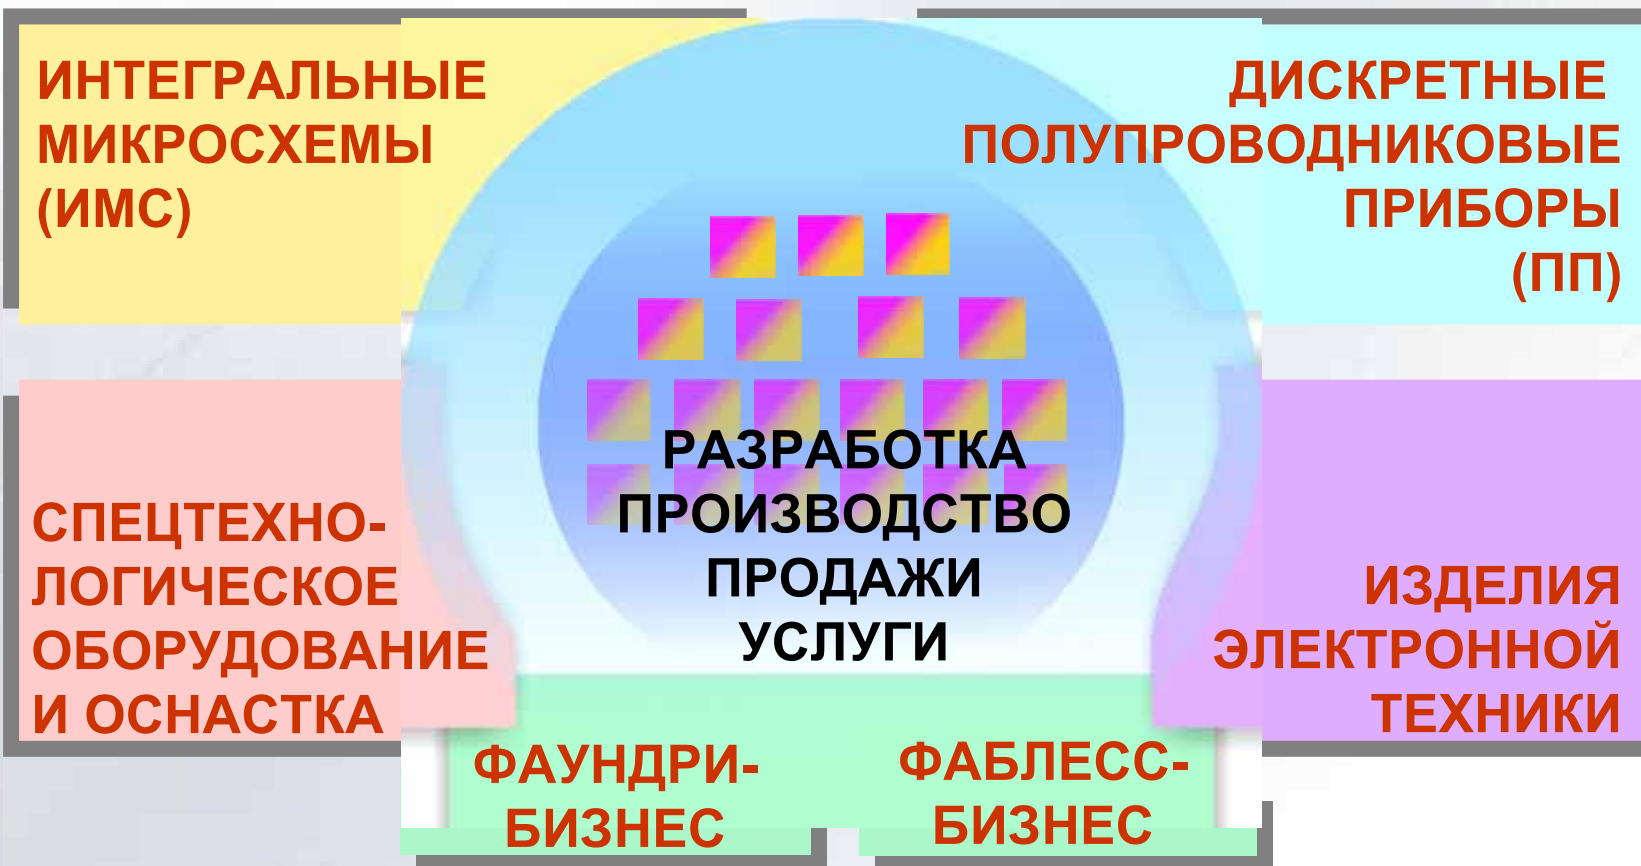 ИНТЕГРАЛЬНЫЕ
МИКРОСХЕМЫ
(ИМС)
ДИСКРЕТНЫЕ
ПОЛУПРОВОДНИКОВЫЕ
ПРИБОРЫ
(ПП)
РАЗРАБОТКА
ПРОИЗВОДСТВО
ПРОДАЖИ
УСЛУГИ
СПЕЦТЕХНО-
ЛОГИЧЕСКОЕ
ОБОРУДОВАНИЕ
И ОСНАСТКА
ИЗДЕЛИЯ
ЭЛЕКТРОННОЙ
ТЕХНИКИ
ФАУНДРИ-
БИЗНЕС
ФАБЛЕСС-
БИЗНЕС